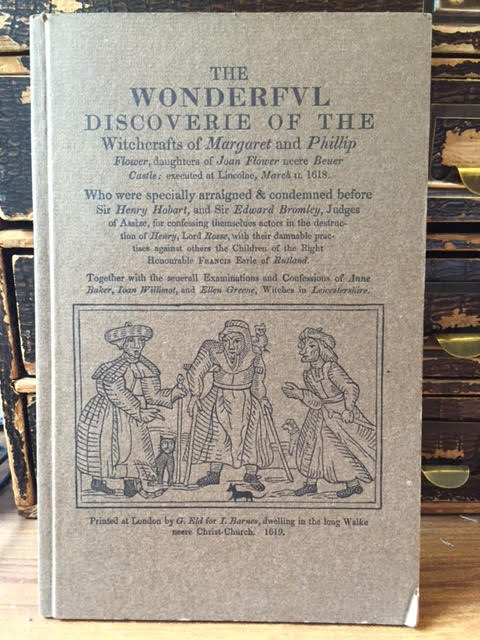 THE
WONDERFVL
DISCOVERIE OF THE
Witchcrafts of Margaret and Phillip
Flower, daughters of Joan Flower neere Beuer
Castle: executed at Lincolne, March 11. 1618.
Who were specially arraigned & condemned before
Sir Henry Hobart, and Sir Edward Bromley, Judges
of Assize, for confessing themselues actors in the destruc-
tion of Henry, Lord Rosse, with their damnable prac-
tises against others the Children of the Right
Honourable FRANCIS Earle of Rutland.
Together with the seuerall Examinations and Confessions of Anne
Baker, Ioan Willimot, and Ellen Greene, Witches in Leicestershire.
Printed at London by G. Eld for I. Barnes, dwelling in the long Walke
neere Christ-Church. 1619.